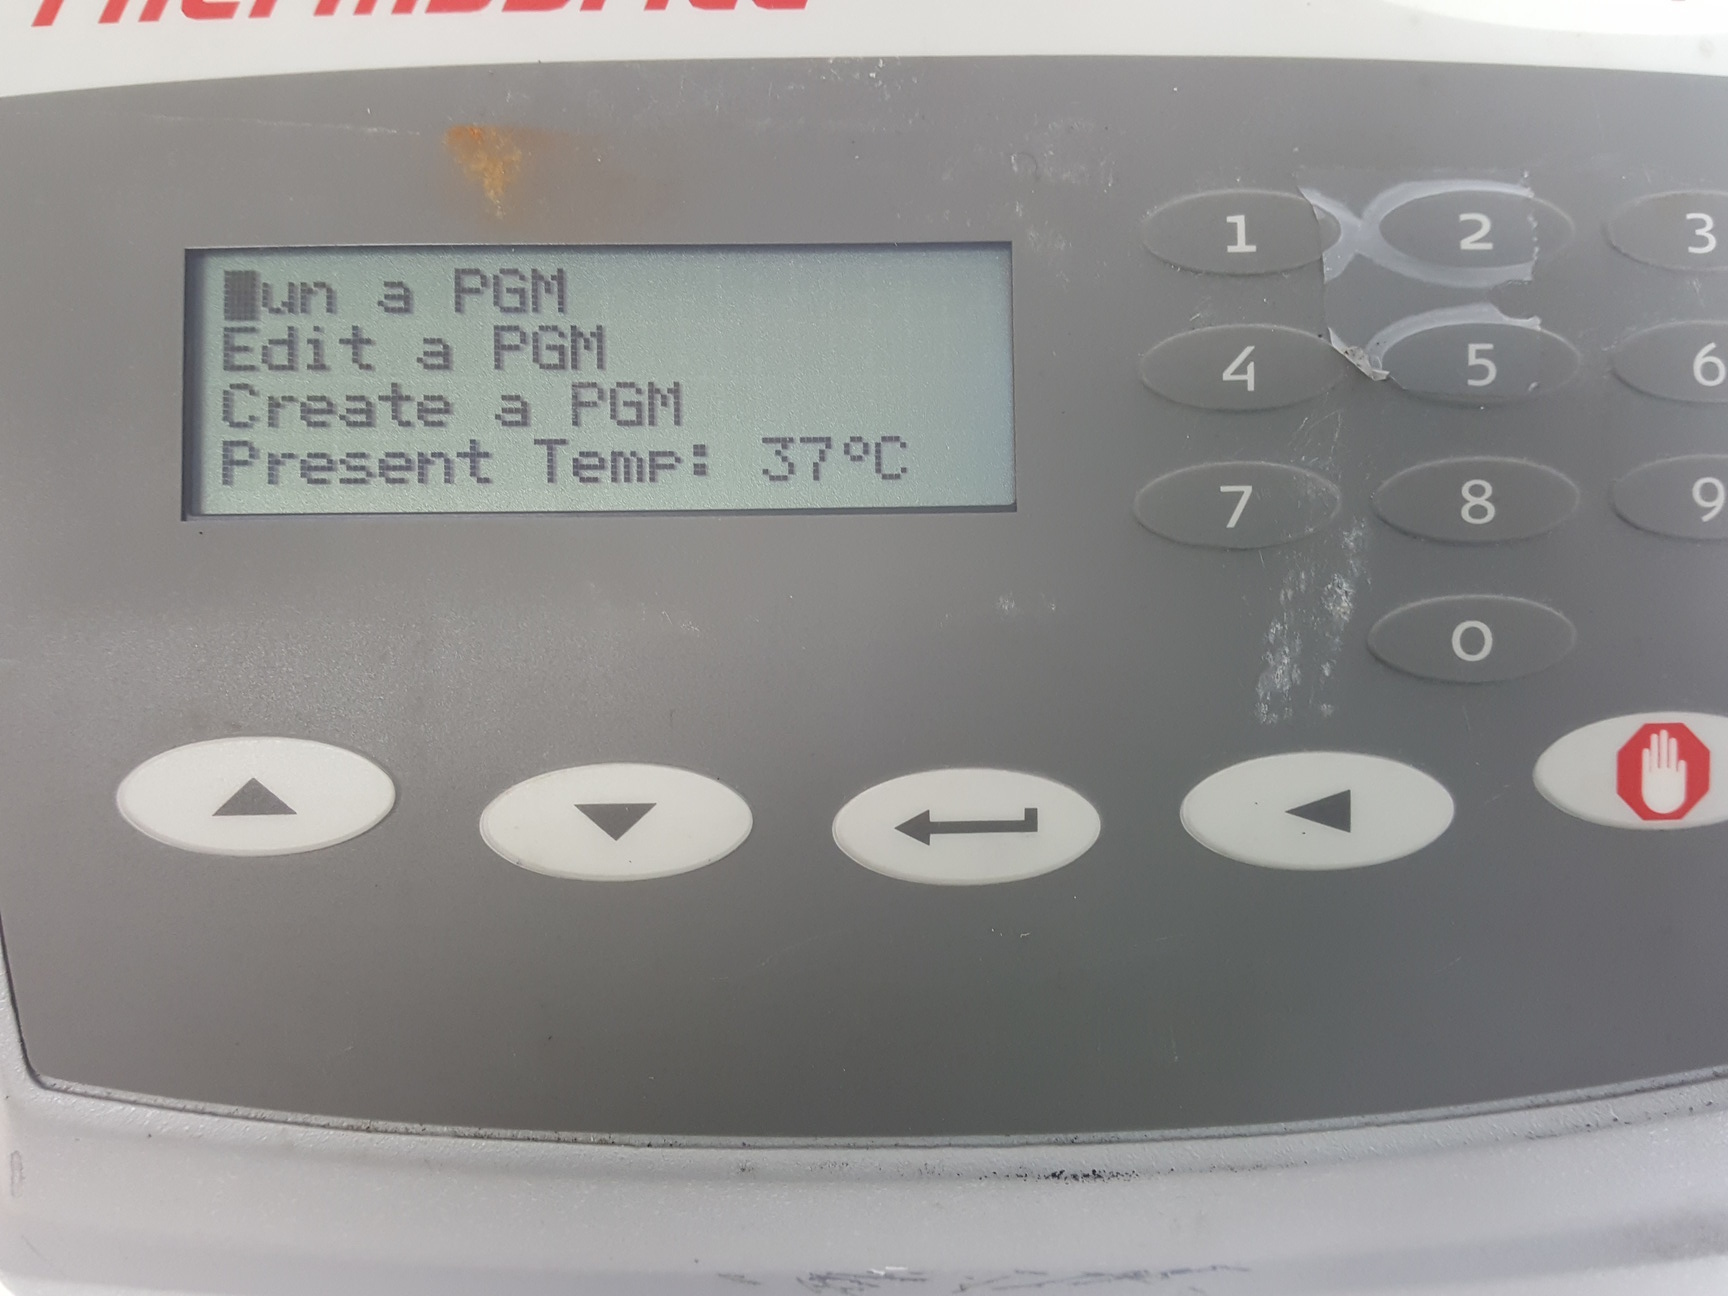 un a PGM
Edit a PGM
Create a PGM
Present Temp: 37°C
1 2 3
4 5 6
7 8 9
0